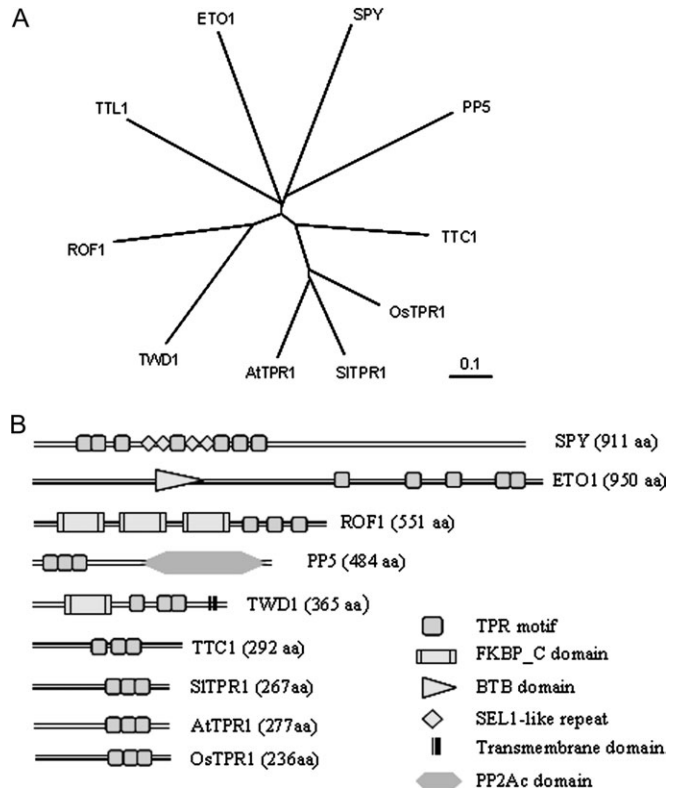 A
ETO1
SPY
TTL1
PP5
ROF1
TTC1
OsTPR1
TWD1
AtTPR1
SlTPR1
0.1
B
SPY (911 aa)
ETO1 (950 aa)
ROF1 (551 aa)
PP5 (484 aa)
TWD1 (365 aa)
TTC1 (292 aa)
SlTPR1 (267aa)
AtTPR1 (277aa)
OsTPR1 (236aa)
TPR motif
FKBP_C domain
BTB domain
SEL1-like repeat
Transmembrane domain
PP2Ac domain